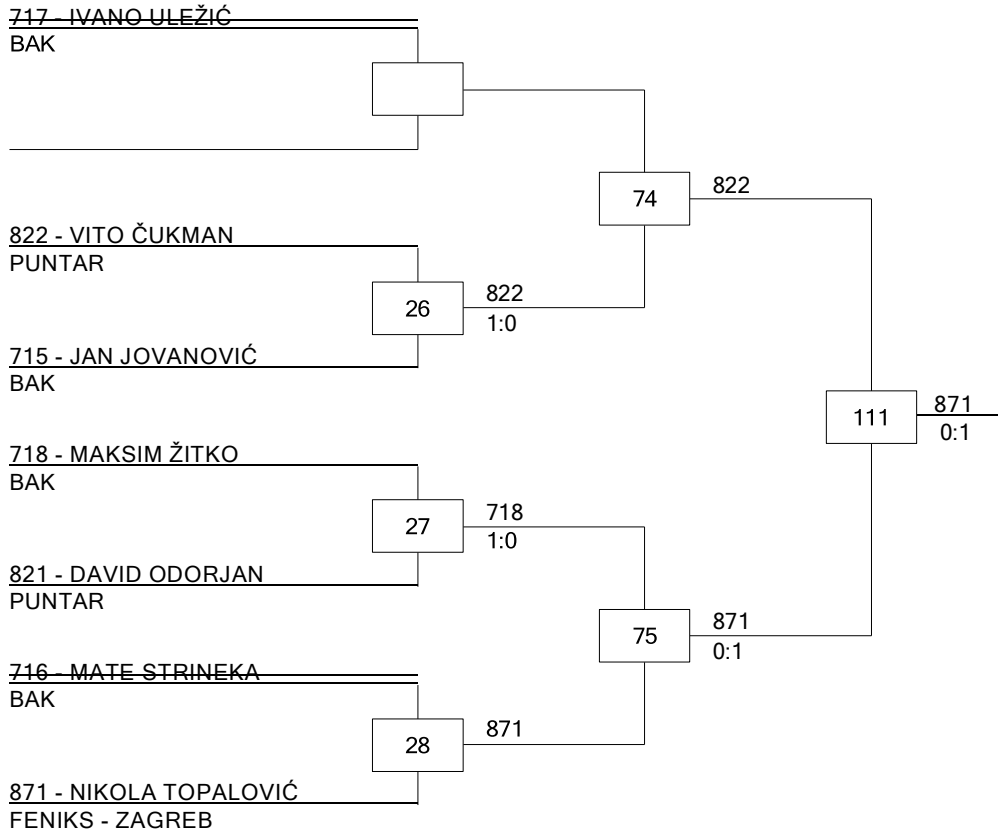 717 - IVANO ULEŽIĆ
BAK
74
822
822 - VITO ČUKMAN
PUNTAR
26
822
1:0
715 - JAN JOVANOVIĆ
BAK
111
871
0:1
718 - MAKSIM ŽITKO
BAK
27
718
1:0
821 - DAVID ODORJAN
PUNTAR
75
871
0:1
716 - MATE STRINEKA
BAK
28
871
871 - NIKOLA TOPALOVIĆ
FENIKS - ZAGREB